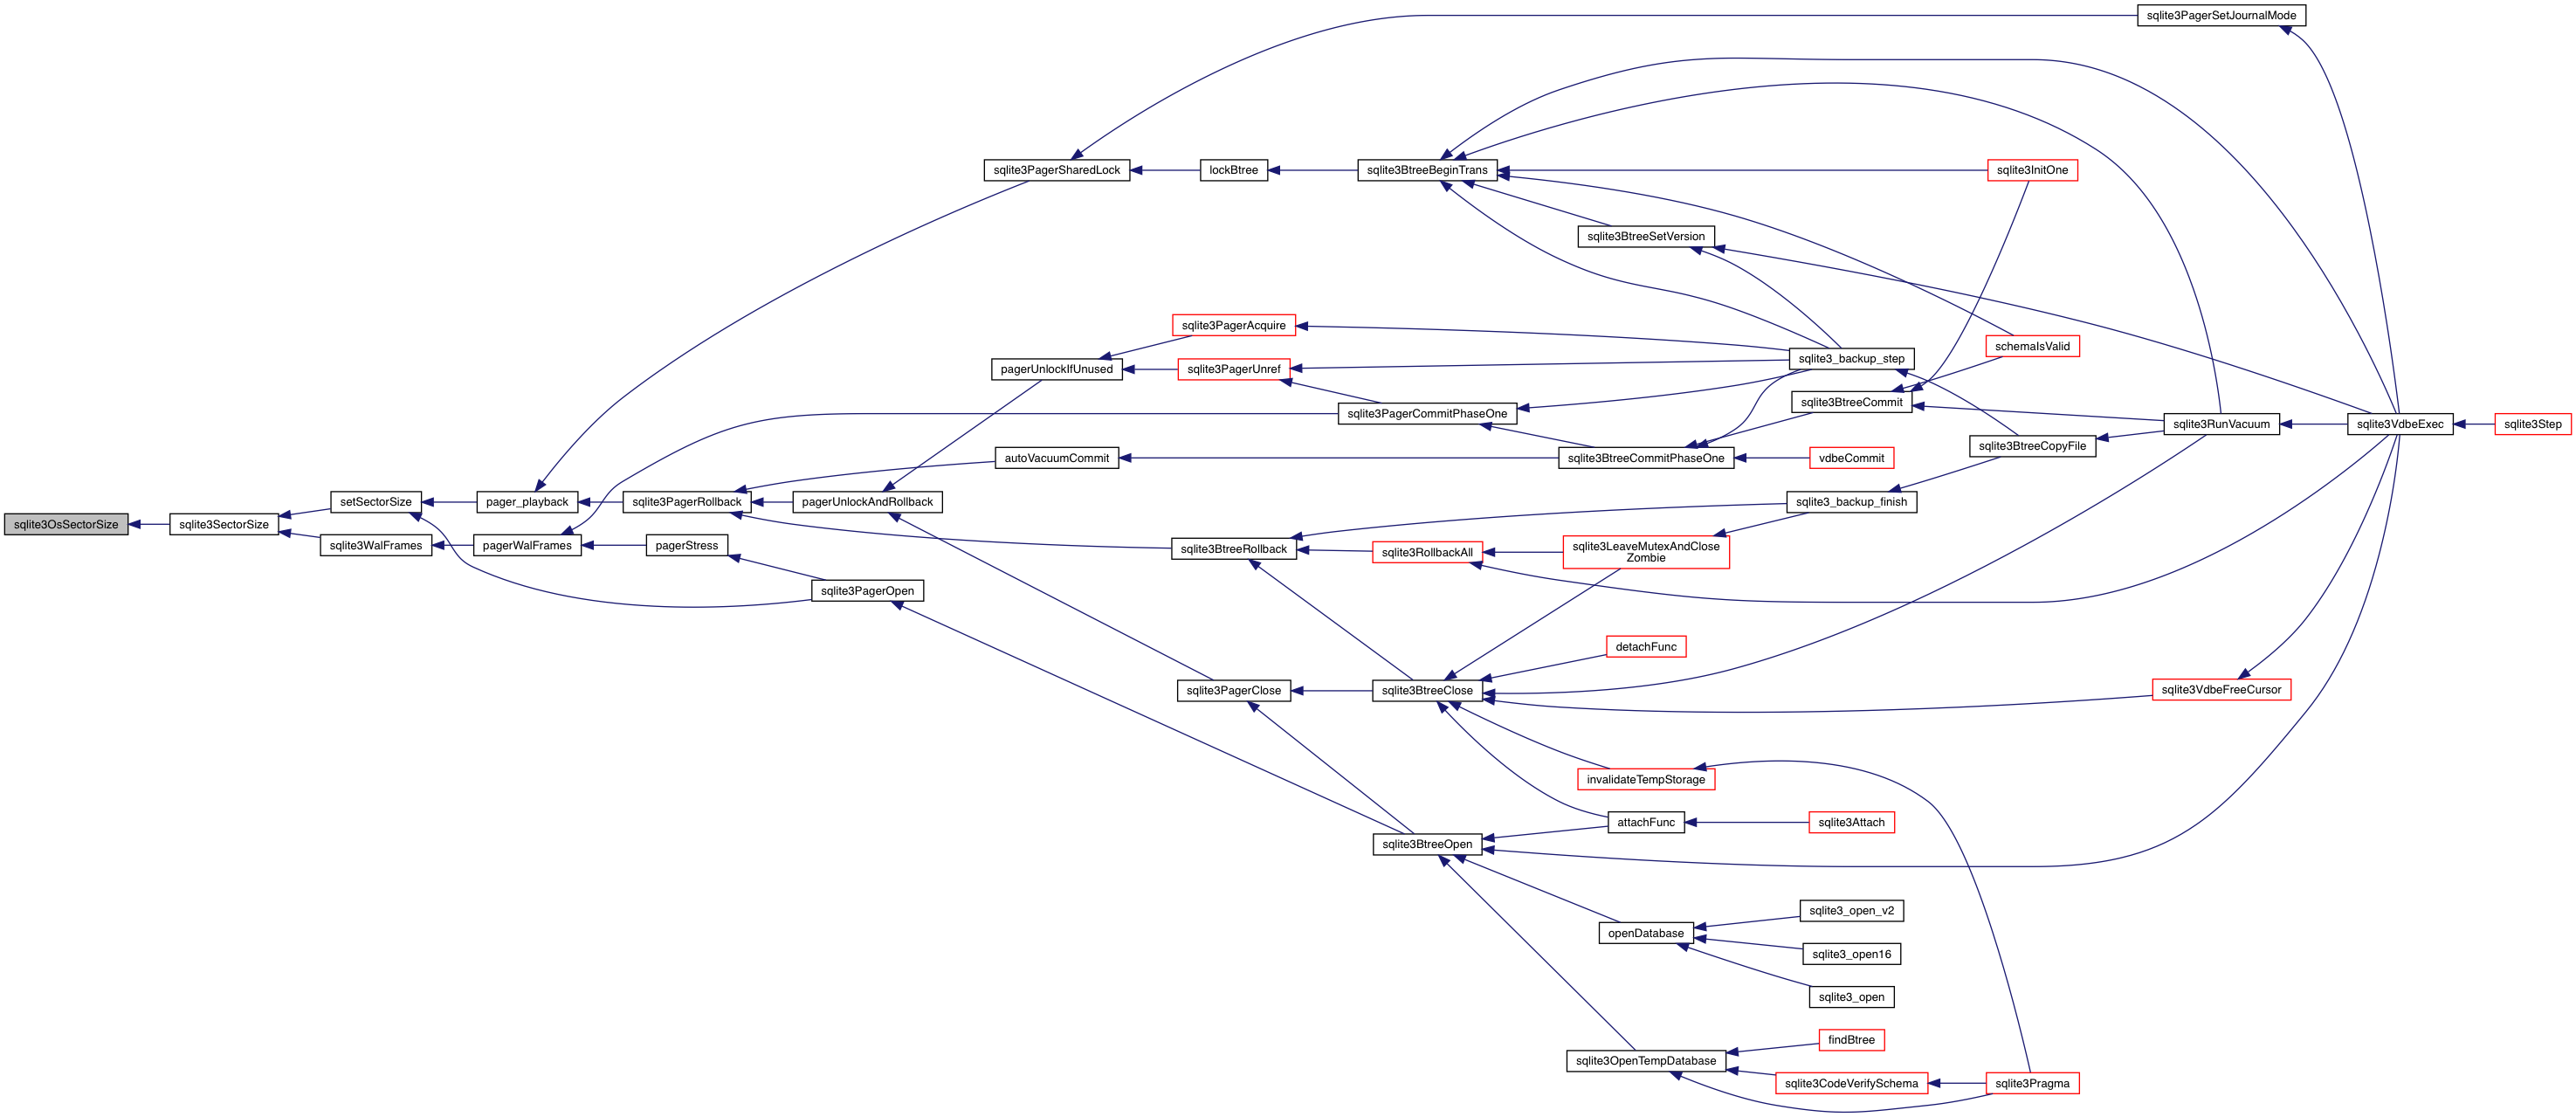 sqlite3PagerSetJournalMode
sqlite3PagerSharedLock
lockBtree
sqlite3BtreeBeginTrans
sqlite3InitOne
sqlite3BtreeSetVersion
sqlite3PagerAcquire
schemaIsValid
sqlite3_backup_step
pagerUnlockIfUnused
sqlite3PagerUnref
sqlite3BtreeCommit
sqlite3PagerCommitPhaseOne
sqlite3RunVacuum
sqlite3VdbeExec
sqlite3Step
sqlite3BtreeCopyFile
autoVacuumCommit
sqlite3BtreeCommitPhaseOne
vdbeCommit
setSectorSize
pager_playback
sqlite3PagerRollback
pagerUnlockAndRollback
sqlite3_backup_finish
sqlite3OsSectorSize
sqlite3SectorSize
sqlite3WalFrames
pagerWalFrames
pagerStress
sqlite3BtreeRollback
sqlite3RollbackAll
sqlite3LeaveMutexAndClose
Zombie
sqlite3PagerOpen
detachFunc
sqlite3PagerClose
sqlite3BtreeClose
sqlite3VdbeFreeCursor
invalidateTempStorage
attachFunc
sqlite3Attach
sqlite3BtreeOpen
sqlite3_open_v2
openDatabase
sqlite3_open16
sqlite3_open
findBtree
sqlite3OpenTempDatabase
sqlite3CodeVerifySchema
sqlite3Pragma